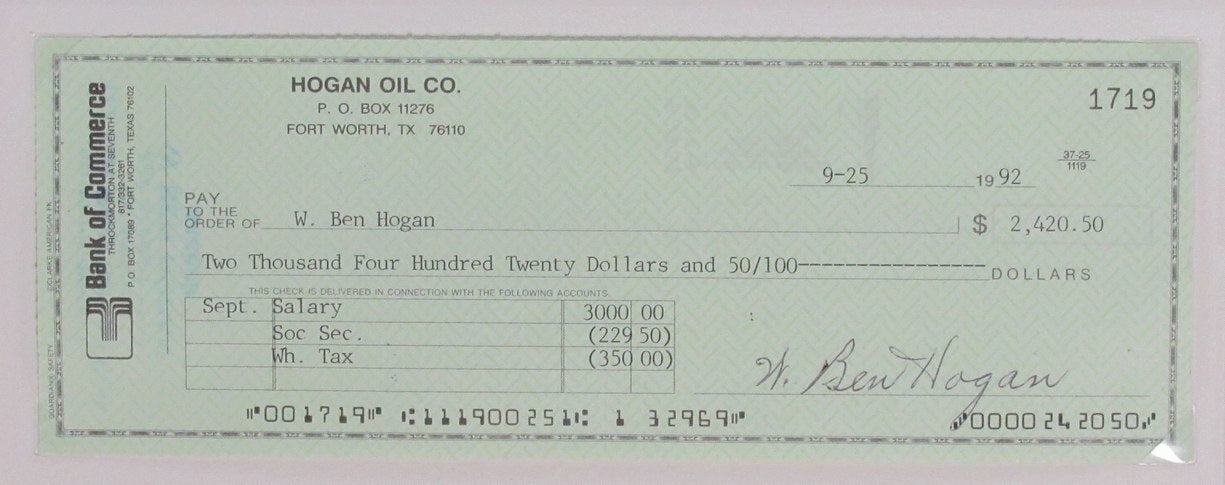 HOGAN OIL CO.
P. O. BOX 11276
FORT WORTH, TX 76110
1719
37-25
1119
9-25 1992
Bank of Commerce
THROCKMORTON AT SEVENTH
817/332-3261
P. O. BOX 17089 * FORT WORTH, TEXAS 76102
PAY
TO THE
ORDER OF W. Ben Hogan $ 2,420.50
Two Thousand Four Hundred Twenty Dollars and 50/100----------------- DOLLARS
THIS CHECK IS DELIVERED IN CONNECTION WITH THE FOLLOWING ACCOUNTS.
Sept. Salary 3000 00
Soc Sec. (229 50)
Wh. Tax (350 00)
W. Ben Hogan
⑈001719⑈ ⑆111900251⑆ 1 32969⑈ ⑇0000242050⑇
CLARKE AMERICAN
GUARDIAN SAFETY